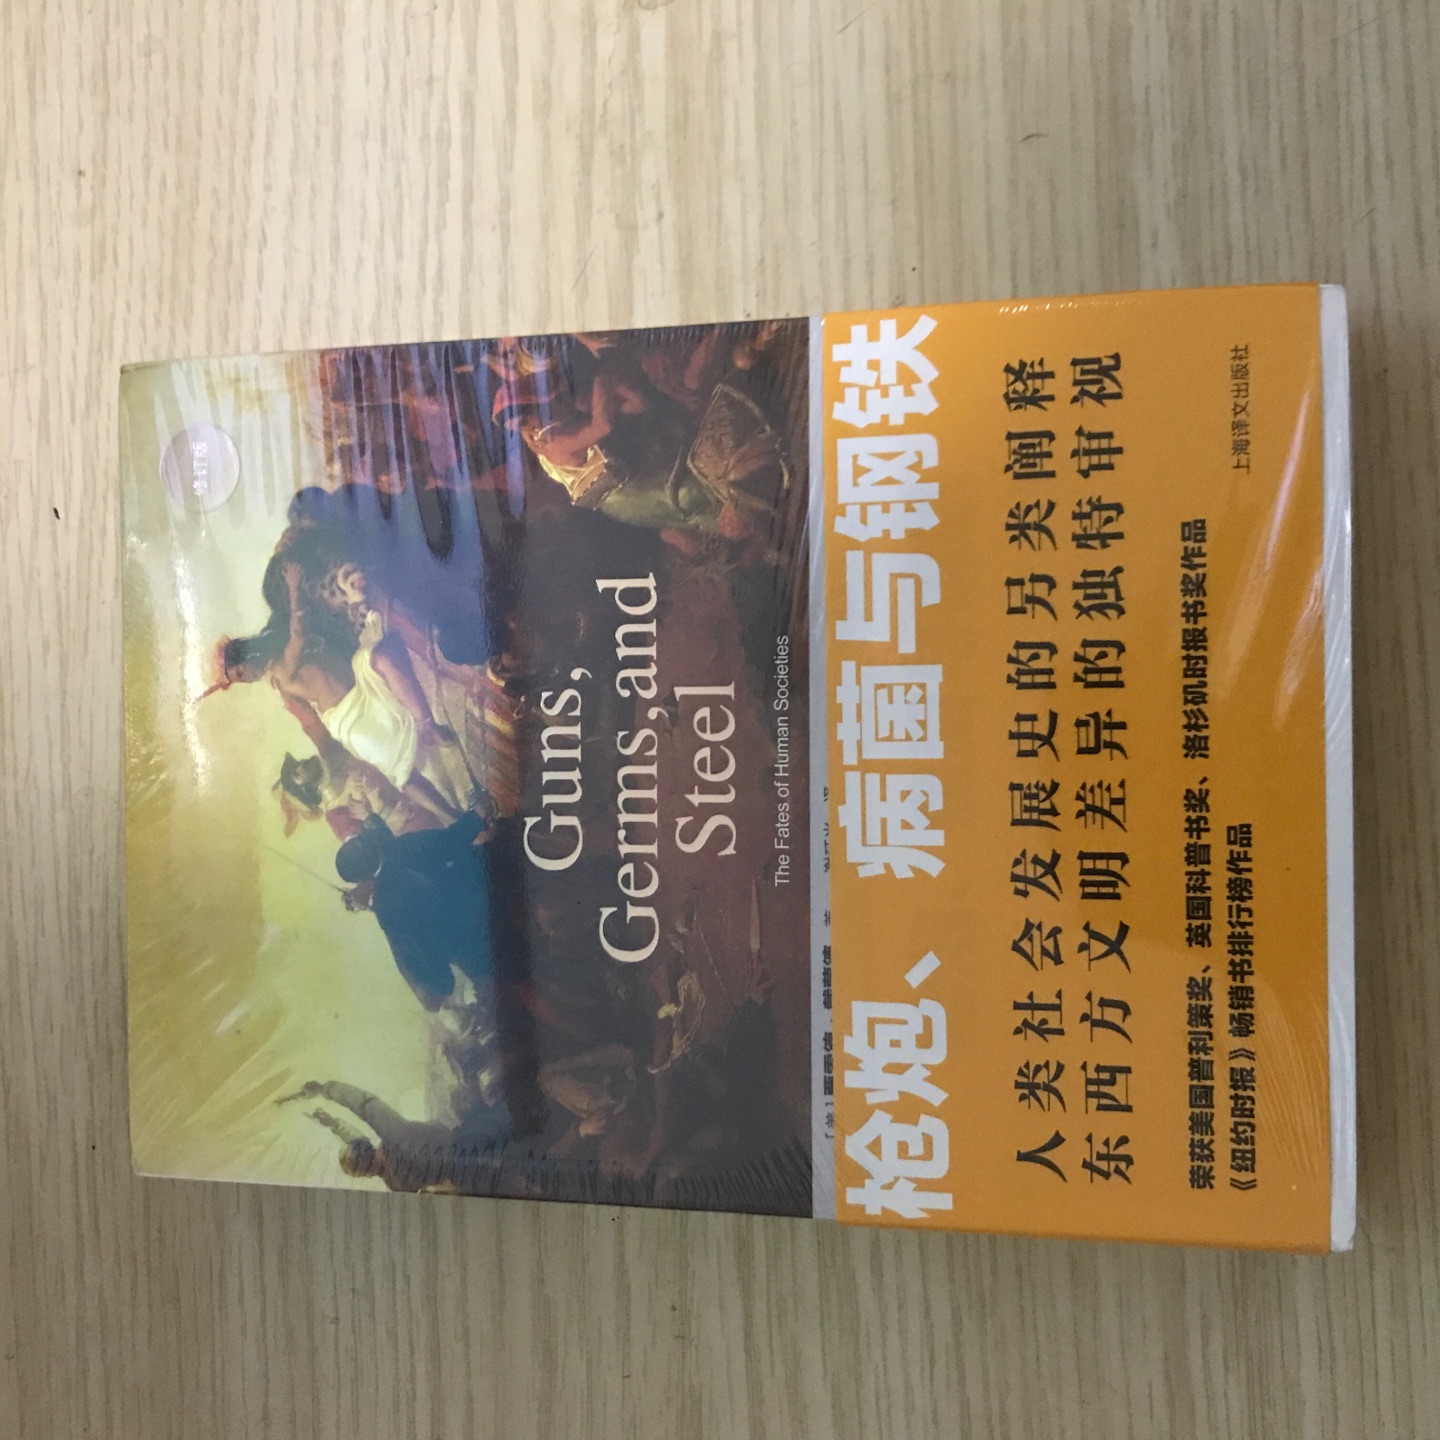 修订版
Guns,
Germs,and
Steel
The Fates of Human Societies
枪炮、病菌与钢铁
人类社会发展史的另类阐释
东西方文明差异的独特审视
荣获美国普利策奖、英国科普书奖、洛杉矶时报书奖作品
《纽约时报》畅销书排行榜作品
上海译文出版社